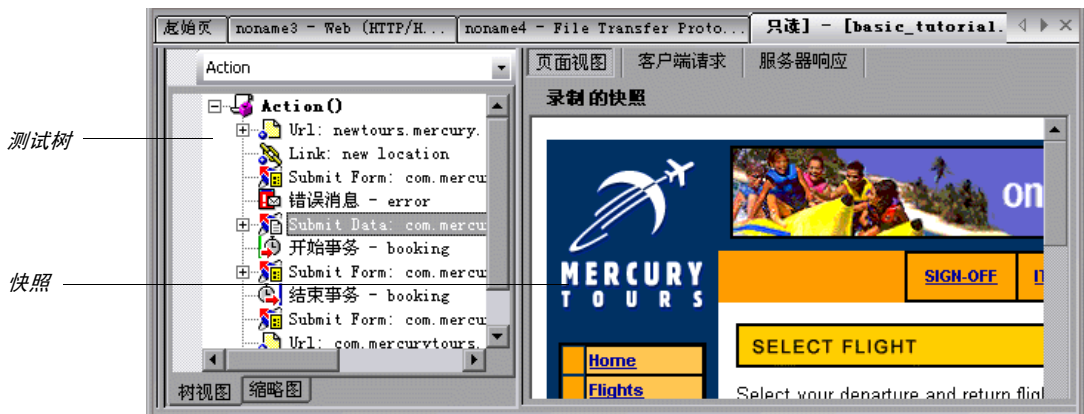 起始页
noname3 - Web (HTTP/H...
noname4 - File Transfer Proto...
只读] - [basic_tutorial.
Action
页面视图
客户端请求
服务器响应
录制的快照
测试树
快照
Action()
Url: newtours.mercury.
Link: new location
Submit Form: com.mercu
错误消息 - error
Submit Data: com.mercu
开始事务 - booking
Submit Form: com.mercu
结束事务 - booking
Submit Form: com.mercu
Url: com.mercurytours.
树视图
缩略图
MERCURY
TOURS
on
SIGN-OFF
IT
SELECT FLIGHT
Home
Flights
Select your departure and return fligh